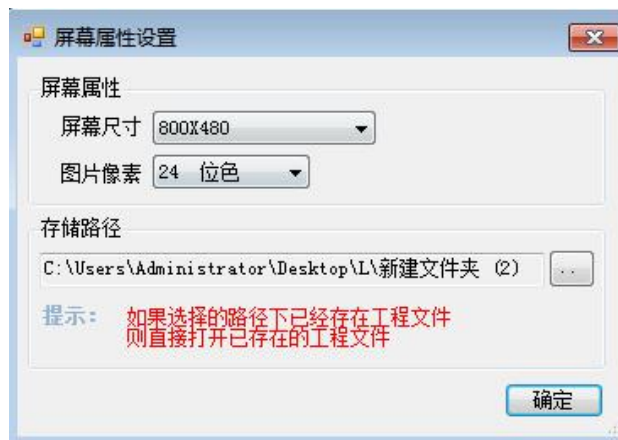 屏幕属性设置
屏幕属性
屏幕尺寸 800X480
图片像素 24 位色
存储路径
C:\Users\Administrator\Desktop\L\新建文件夹 (2) ..
提示: 如果选择的路径下已经存在工程文件
则直接打开已存在的工程文件
确定